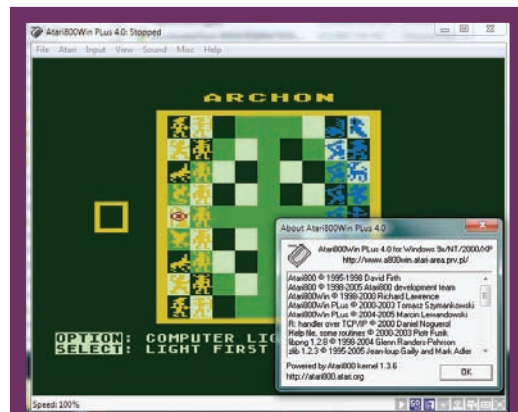 Atari800Win PLus 4.0: Stopped
File Atari Input View Sound Misc Help
ARCHON
OPTION: COMPUTER LIG
SELECT: LIGHT FIRST
About Atari800Win PLus 4.0
Atari800Win PLus 4.0 for Windows 9x/NT/2000/XP
http://www.a800win.atari-area.prv.pl/
Atari800 © 1995-1998 David Firth
Atari800 © 1998-2005 Atari800 development team
Atari800Win © 1998-2000 Richard Lawrence
Atari800Win PLus © 2000-2003 Tomasz Szymankowski
Atari800Win PLus © 2004-2005 Marcin Lewandowski
R: handler over TCP/IP © 2000 Daniel Noguerol
Help file, some routines © 2000-2003 Piotr Fusik
libpng 1.2.8 © 1998-2004 Glenn Randers-Pehrson
zlib 1.2.3 © 1995-2005 Jean-loup Gailly and Mark Adler
Powered by Atari800 kernel 1.3.6
http://atari800.atari.org
OK
Speed: 100%